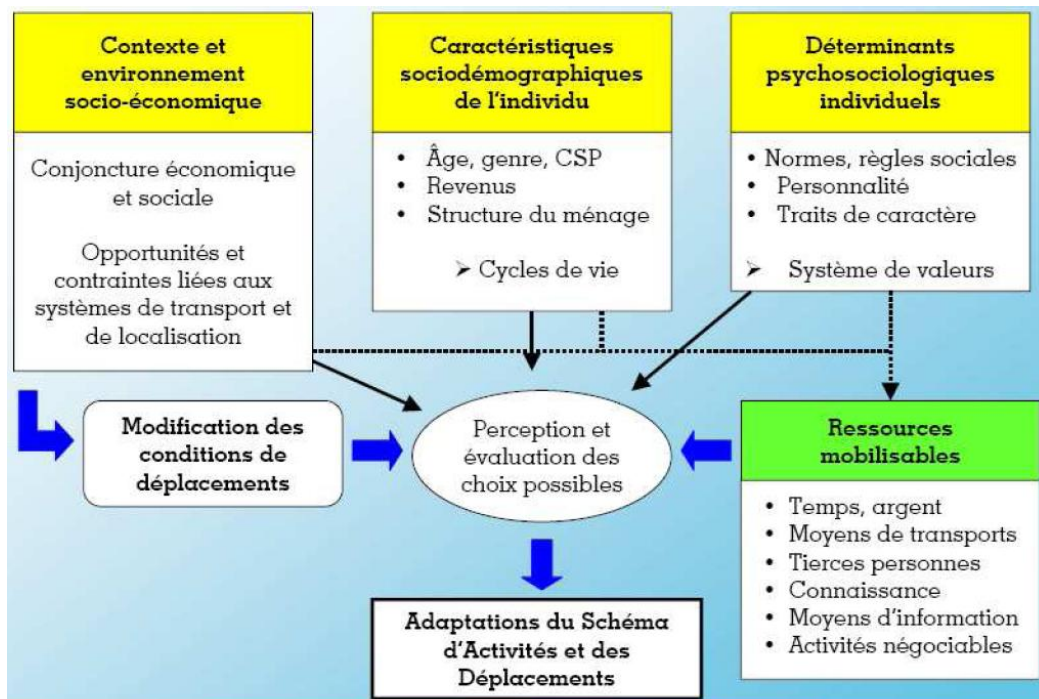 Contexte et
environnement
socio-économique
Conjoncture économique
et sociale
Opportunités et
contraintes liées aux
systèmes de transport et
de localisation
Caractéristiques
sociodémographiques
de l'individu
• Âge, genre, CSP
• Revenus
• Structure du ménage
➢ Cycles de vie
Déterminants
psychosociologiques
individuels
• Normes, règles sociales
• Personnalité
• Traits de caractère
➢ Système de valeurs
Modification des
conditions de
déplacements
Perception et
évaluation des
choix possibles
Ressources
mobilisables
• Temps, argent
• Moyens de transports
• Tierces personnes
• Connaissance
• Moyens d'information
• Activités négociables
Adaptations du Schéma
d'Activités et des
Déplacements